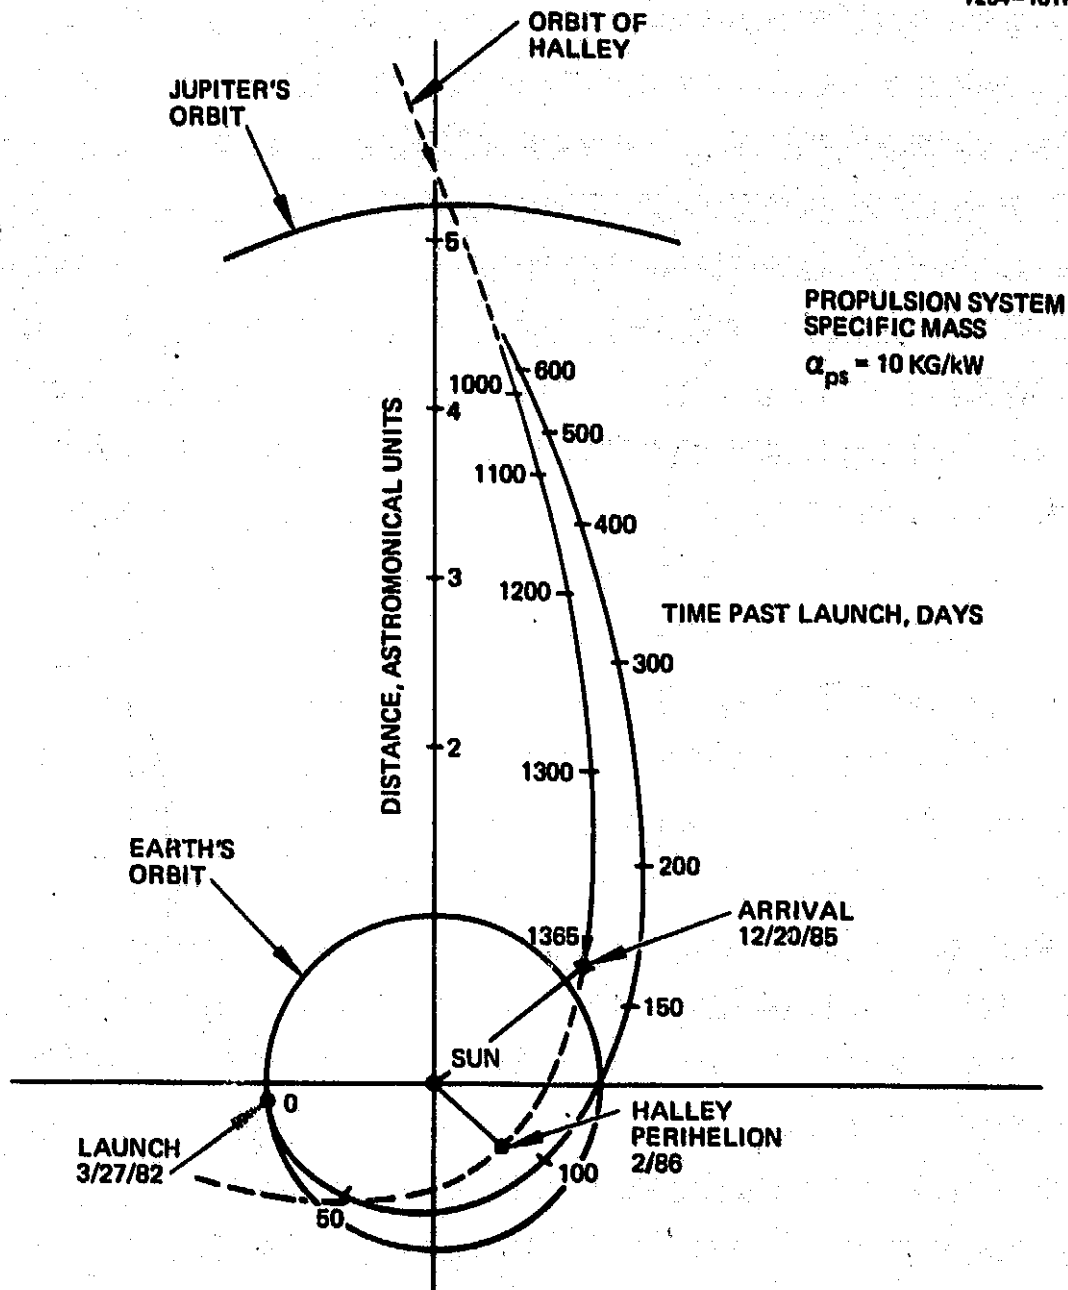 ORBIT OF
HALLEY
JUPITER'S
ORBIT
5
PROPULSION SYSTEM
SPECIFIC MASS
α_ps = 10 KG/kW
600
1000
4
500
1100
400
DISTANCE, ASTROMONICAL UNITS
3
1200
TIME PAST LAUNCH, DAYS
300
2
1300
EARTH'S
ORBIT
200
ARRIVAL
12/20/85
1365
150
SUN
0
HALLEY
PERIHELION
2/86
LAUNCH
3/27/82
100
50